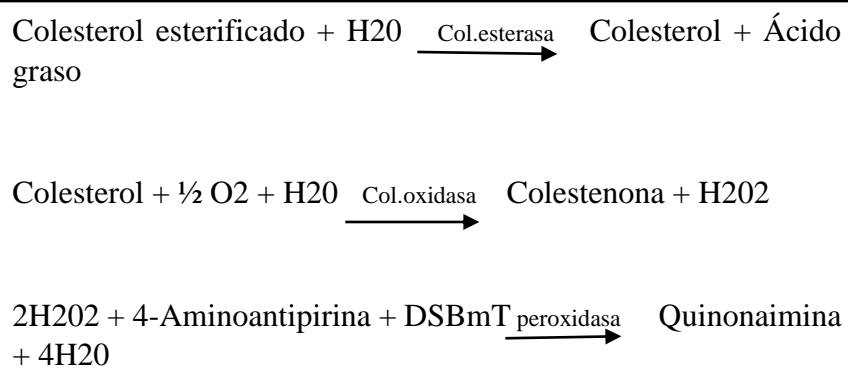 Colesterol esterificado + H20 Col.esterasa Colesterol + Ácido
graso
Colesterol + ½ O2 + H20 Col.oxidasa Colestenona + H202
2H202 + 4-Aminoantipirina + DSBmT peroxidasa Quinonaimina
+ 4H20